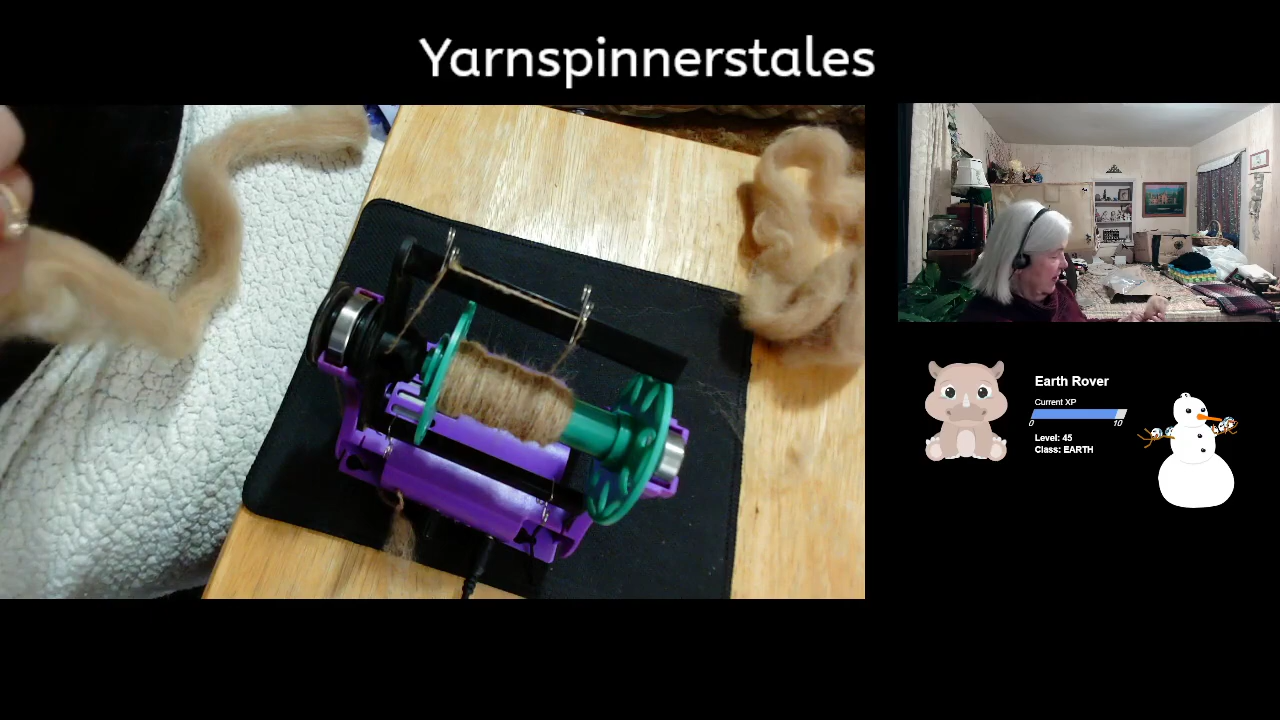 Yarnspinnerstales
Earth Rover
Current XP
0 10
Level: 45
Class: EARTH